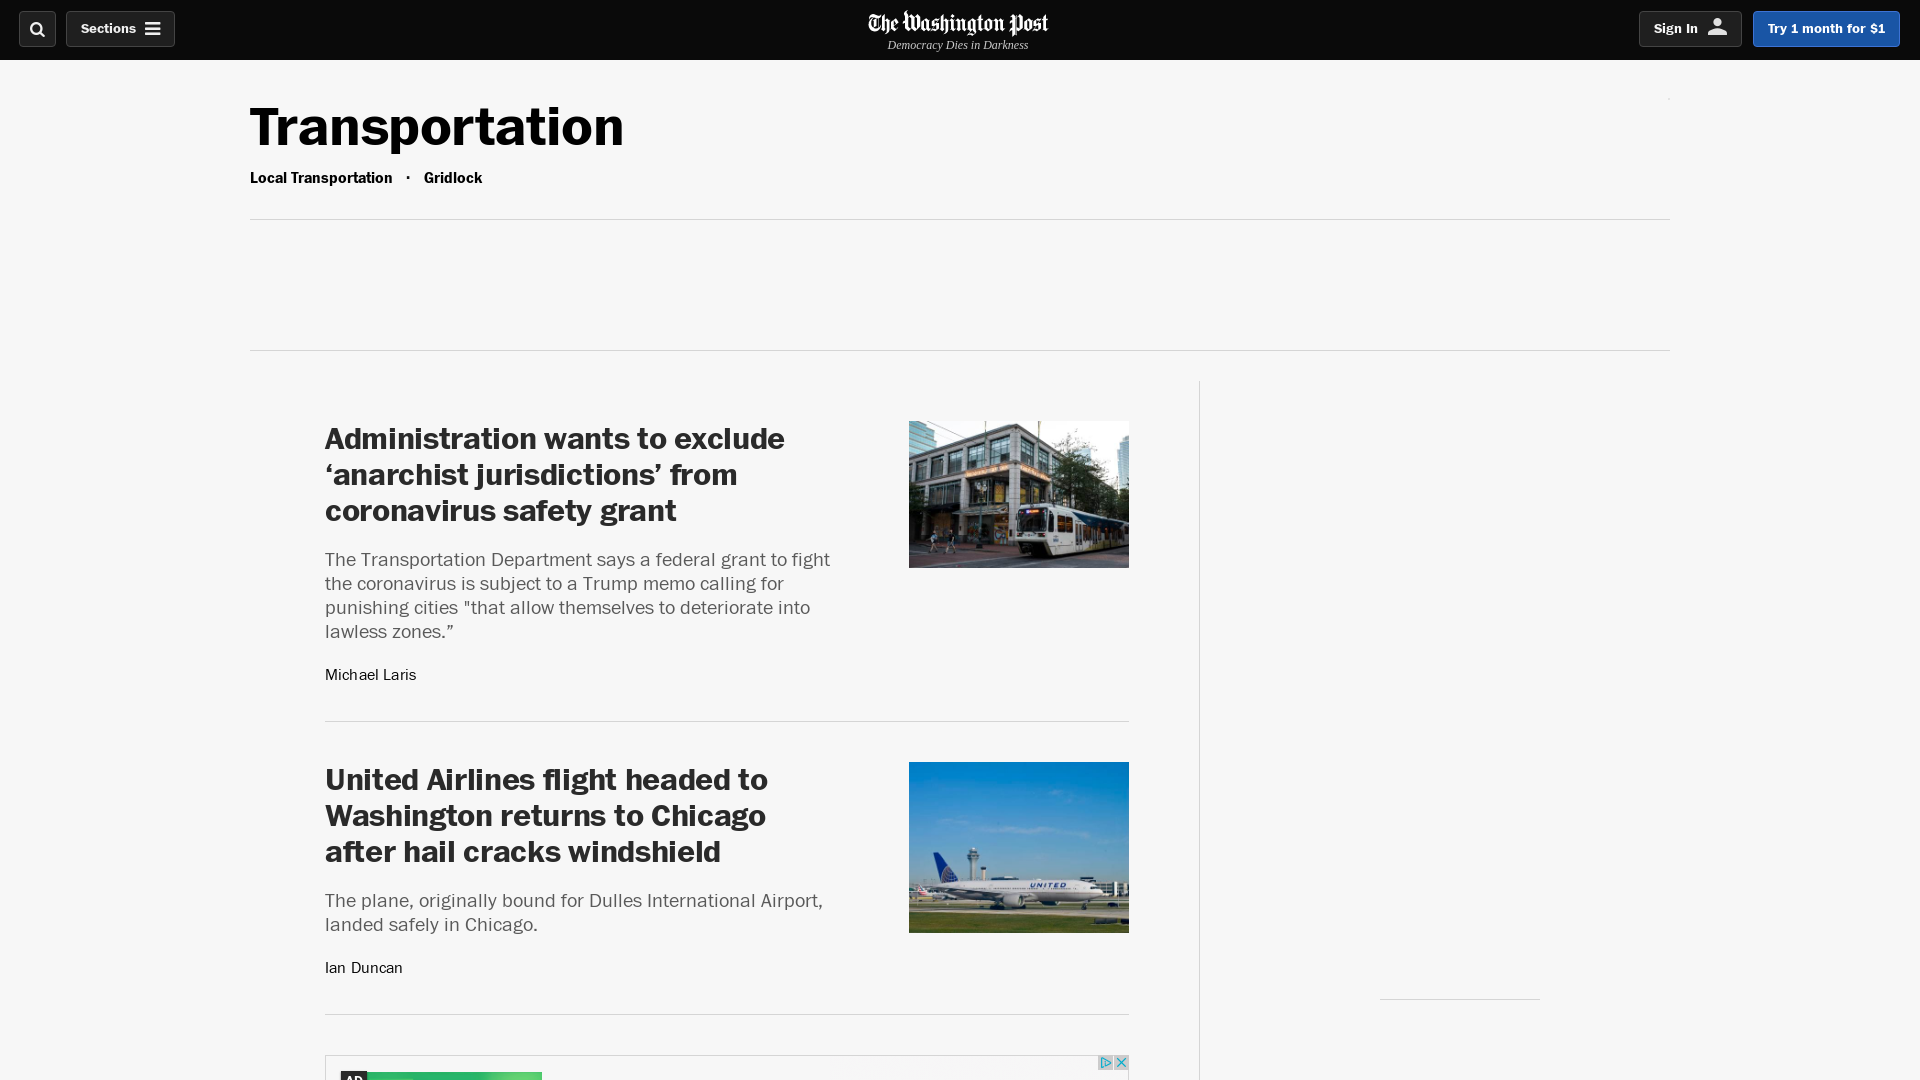 Sections
The Washington Post
Democracy Dies in Darkness
Sign In
Try 1 month for $1
Transportation
Local Transportation · Gridlock
Administration wants to exclude
‘anarchist jurisdictions’ from
coronavirus safety grant
The Transportation Department says a federal grant to fight
the coronavirus is subject to a Trump memo calling for
punishing cities "that allow themselves to deteriorate into
lawless zones.”
Michael Laris
United Airlines flight headed to
Washington returns to Chicago
after hail cracks windshield
UNITED
The plane, originally bound for Dulles International Airport,
landed safely in Chicago.
Ian Duncan
AD